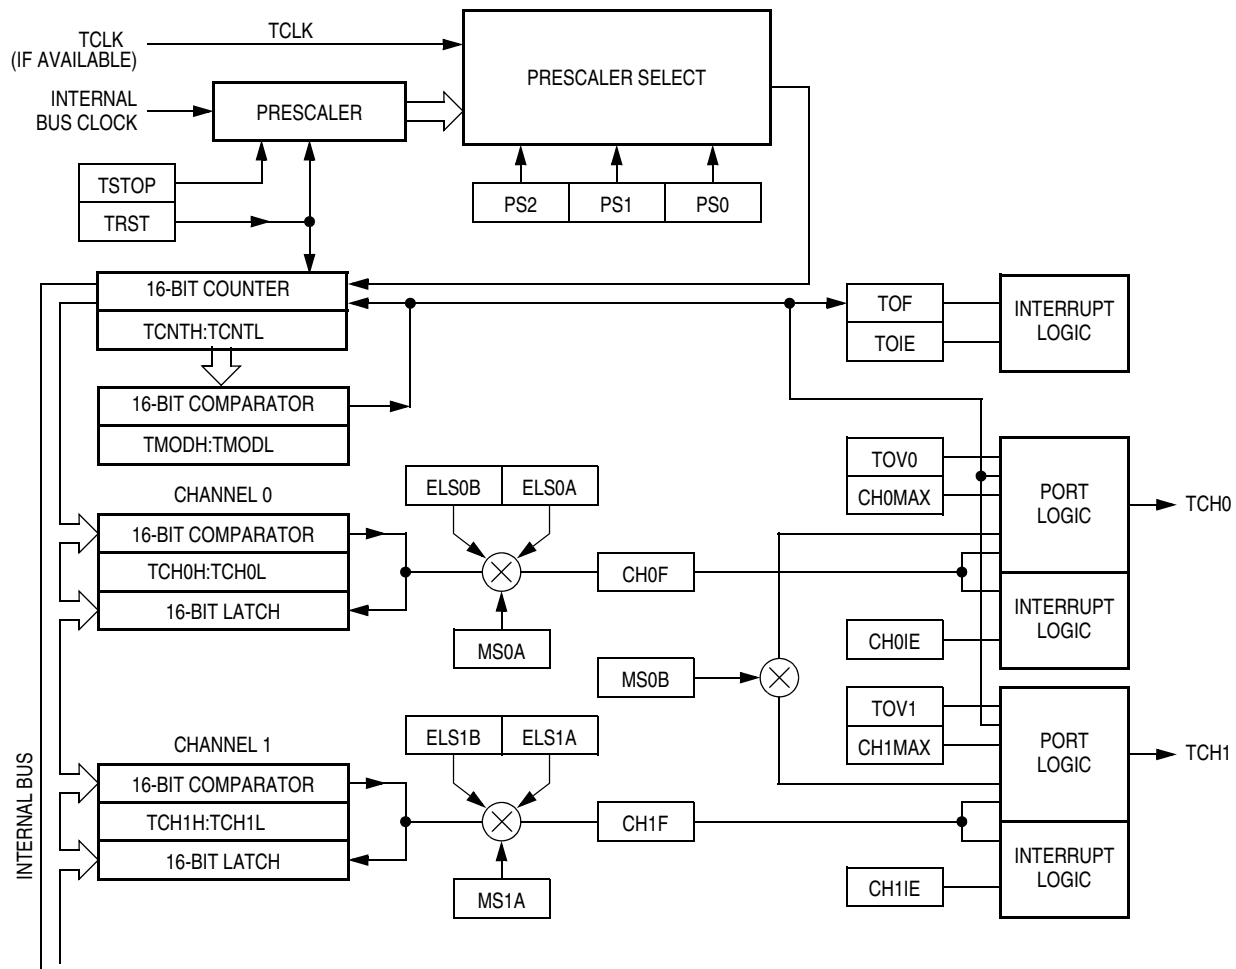 TCLK
(IF AVAILABLE)
TCLK
PRESCALER SELECT
INTERNAL
BUS CLOCK
PRESCALER
TSTOP
TRST
PS2
PS1
PS0
16-BIT COUNTER
TCNTH:TCNTL
TOF
TOIE
INTERRUPT
LOGIC
16-BIT COMPARATOR
TMODH:TMODL
CHANNEL 0
ELS0B
ELS0A
TOV0
CH0MAX
PORT
LOGIC
TCH0
16-BIT COMPARATOR
TCH0H:TCH0L
16-BIT LATCH
CH0F
MS0A
INTERRUPT
LOGIC
CH0IE
MS0B
TOV1
CH1MAX
PORT
LOGIC
TCH1
CHANNEL 1
ELS1B
ELS1A
16-BIT COMPARATOR
TCH1H:TCH1L
16-BIT LATCH
CH1F
MS1A
INTERRUPT
LOGIC
CH1IE
INTERNAL BUS